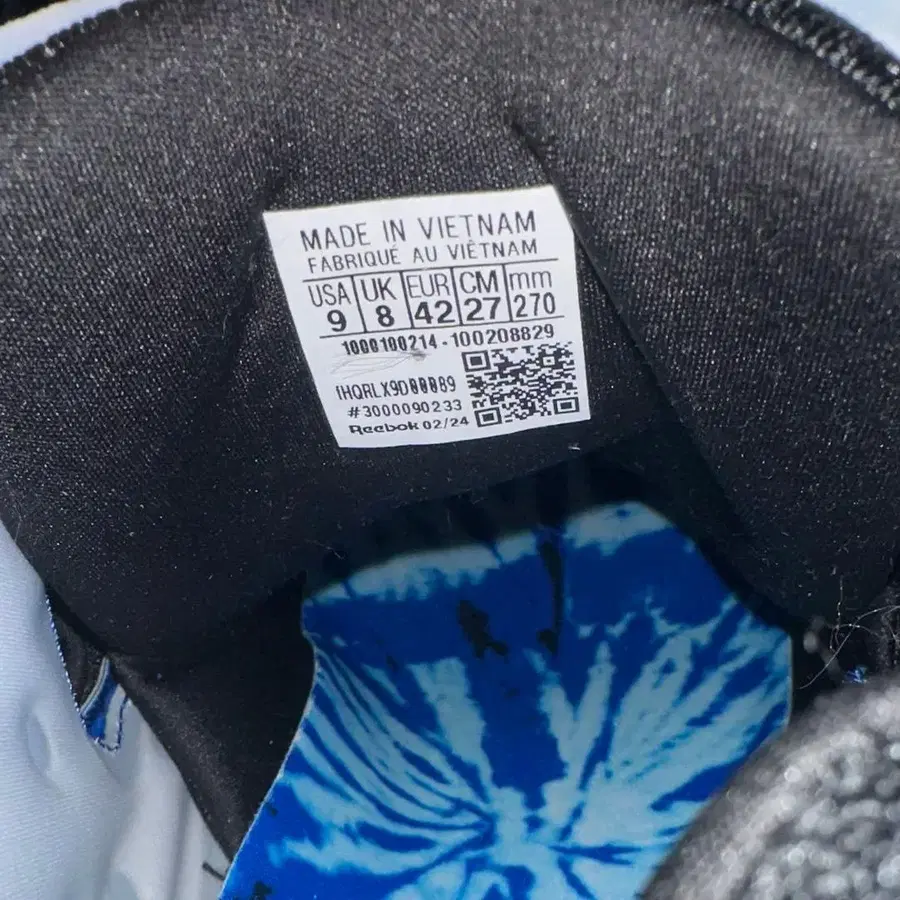 MADE IN VIETNAM
FABRIQUÉ AU VIÊTNAM
USA UK EUR CM mm
9 8 42 27 270
1000100214-100208829
#3000090233
Reebok 02/24